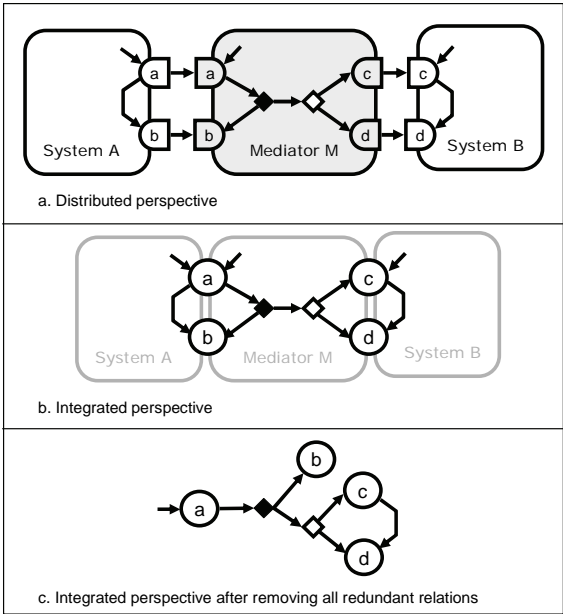 a a c c
b b d d
System A Mediator M System B
a. Distributed perspective
a c
b d
System A Mediator M System B
b. Integrated perspective
b
c
a
d
c. Integrated perspective after removing all redundant relations